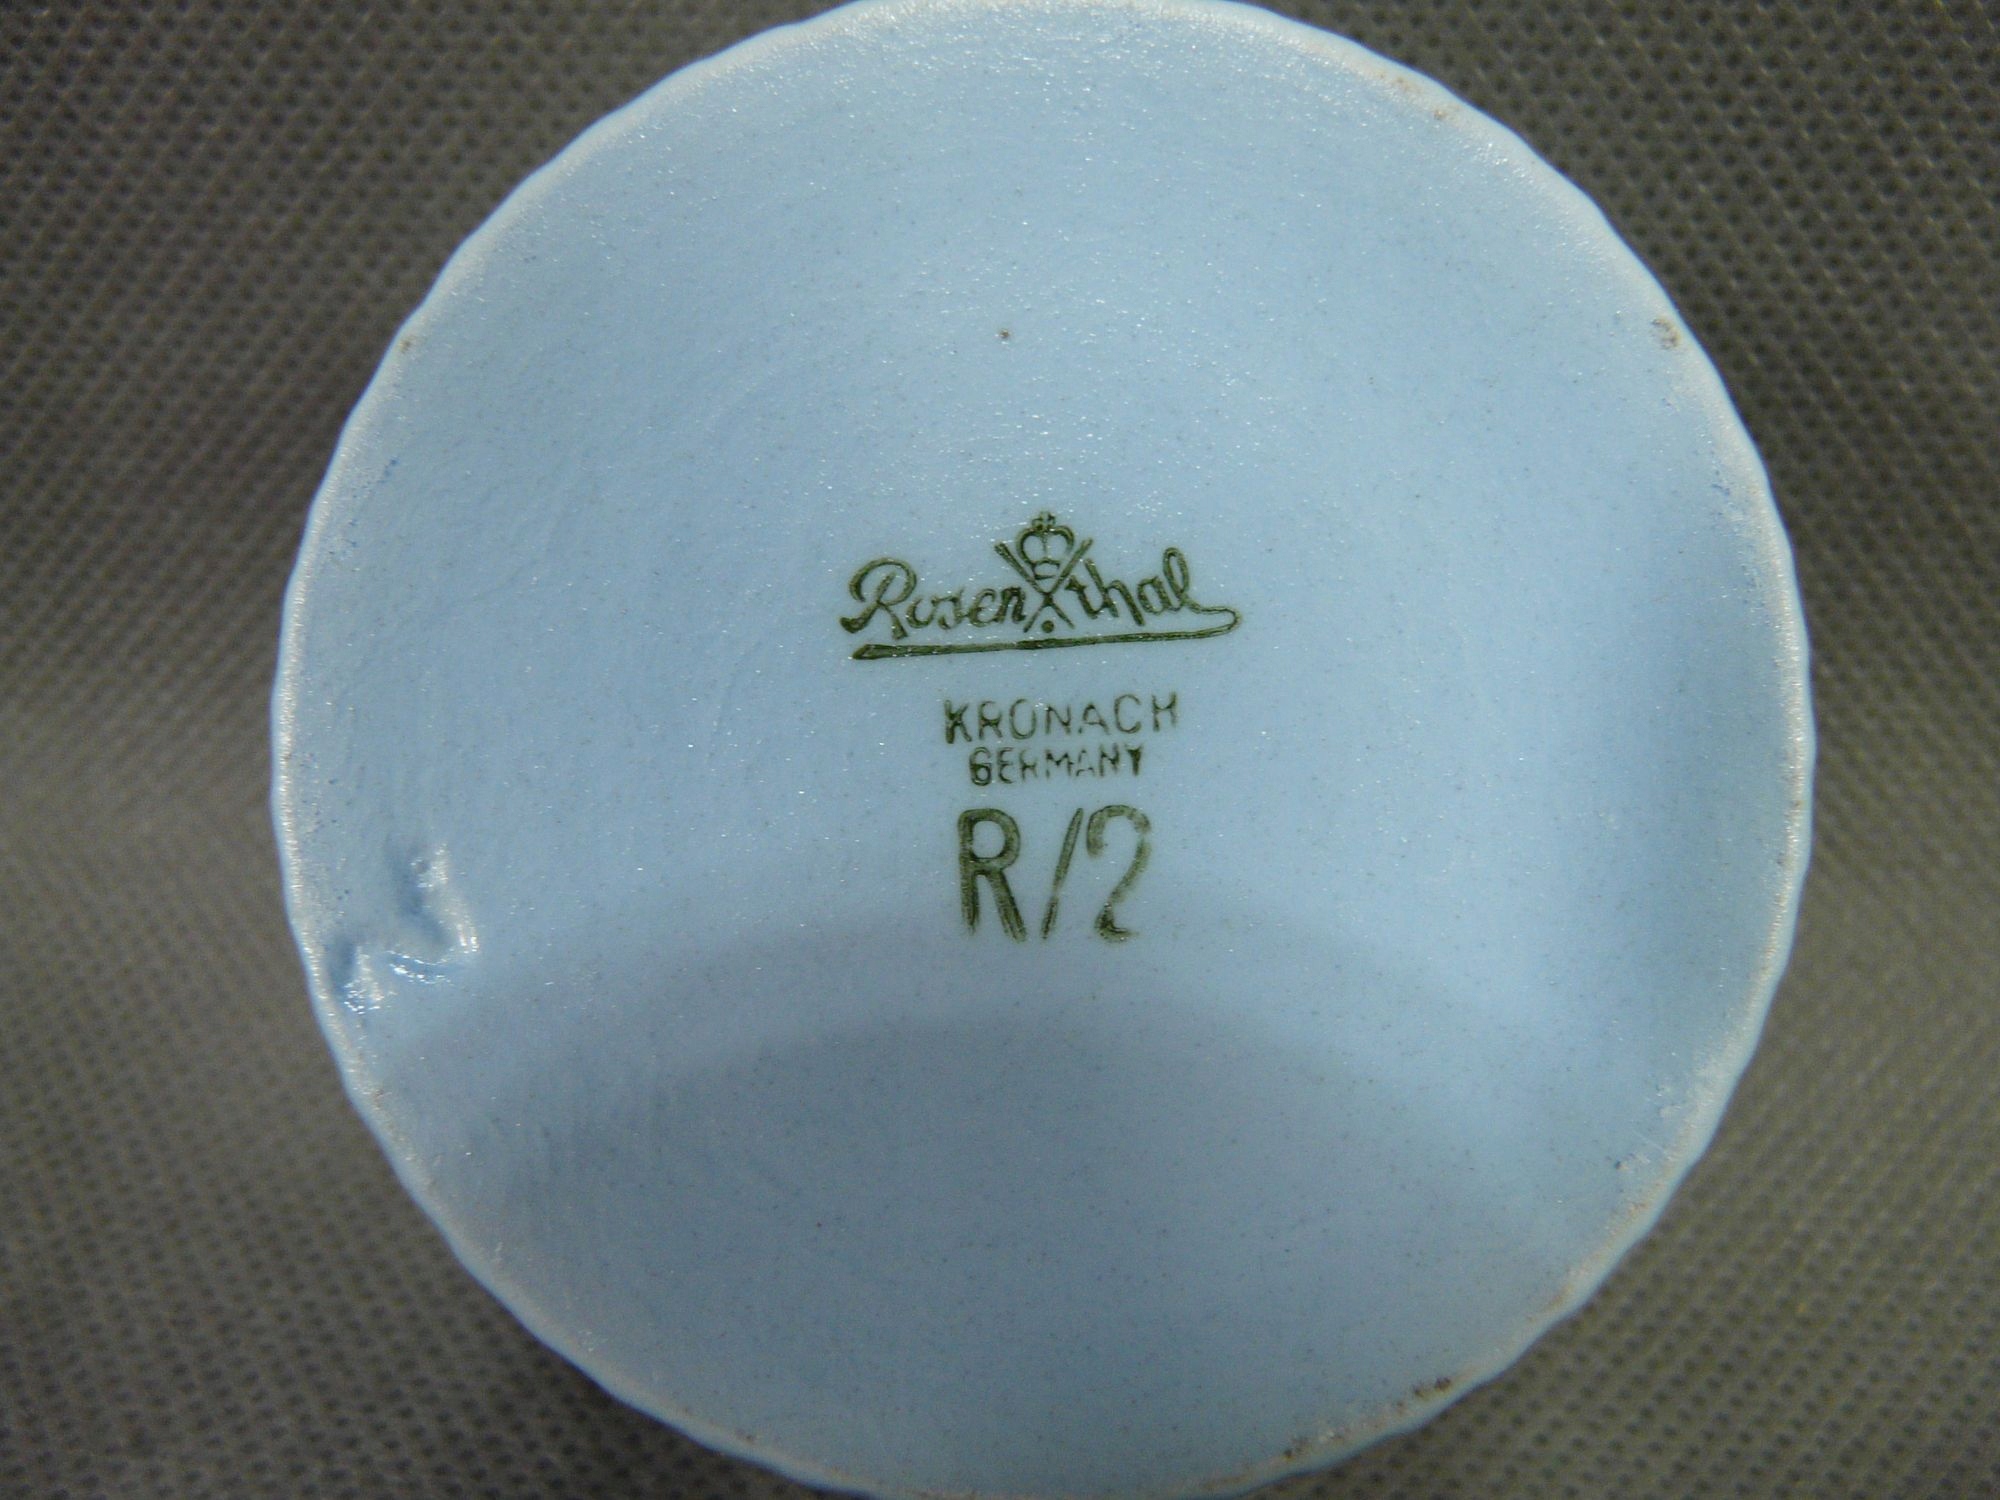 Rosenthal
KRONACH
GERMANY
R/2